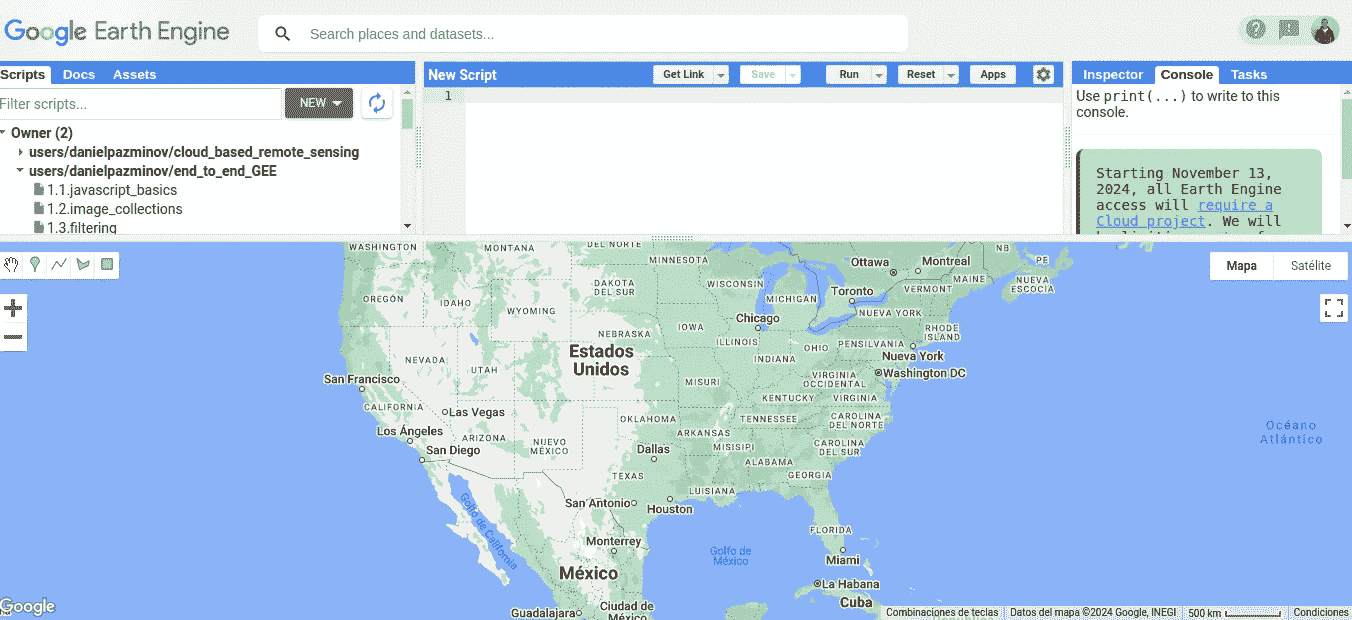 Google Earth Engine
Search places and datasets...
Scripts Docs Assets
Filter scripts...
NEW
Owner (2)
users/danielpazminov/cloud_based_remote_sensing
users/danielpazminov/end_to_end_GEE
1.1.javascript_basics
1.2.image_collections
1.3.filtering
New Script
Get Link Save Run Reset Apps
1
Inspector Console Tasks
Use print(...) to write to this
console.
Starting November 13,
2024, all Earth Engine
access will require a
Cloud project. We will
Mapa Satélite
WASHINGTON
MONTANA
DEL NORTE
MINNESOTA
Ottawa
Montreal
NB
PE
MAINE
NUEVA
ESCOCIA
OREGÓN
IDAHO
WYOMING
DAKOTA
DEL SUR
WISCONSIN
MICHIGAN
Toronto
VERMONT
NUEVA YORK
Chicago
IOWA
NEBRASKA
ILLINOIS
INDIANA
OHIO
PENSILVANIA
RHODE
ISLAND
Nueva York
Washington DC
NEVADA
UTAH
Estados
Unidos
San Francisco
MISURI
VIRGINIA
OCCIDENTAL
KENTUCKY
VIRGINIA
CALIFORNIA
Las Vegas
OKLAHOMA
TENNESSEE
CAROLINA
DEL NORTE
Los Ángeles
ARIZONA
NUEVO
MÉXICO
ARKANSAS
MISISIPI
CAROLINA
DEL SUR
San Diego
Dallas
ALABAMA
GEORGIA
TEXAS
LUISIANA
San Antonio
Houston
Océano
Atlántico
Golfo de California
FLORIDA
Monterrey
Golfo de
México
Miami
México
La Habana
Cuba
Guadalajara
Ciudad de
México
Google
Combinaciones de teclas
Datos del mapa ©2024 Google, INEGI
500 km
Condiciones